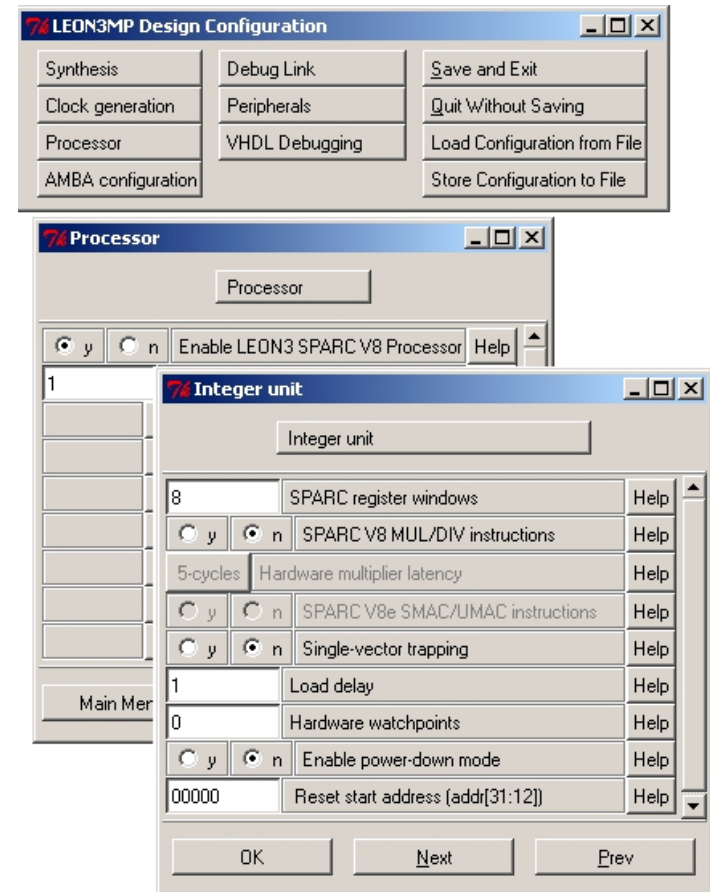 LEON3MP Design Configuration
Synthesis Debug Link Save and Exit
Clock generation Peripherals Quit Without Saving
Processor VHDL Debugging Load Configuration from File
AMBA configuration Store Configuration to File
Processor
Processor
y n Enable LEON3 SPARC V8 Processor Help
1
Integer unit
Integer unit
8 SPARC register windows Help
y n SPARC V8 MUL/DIV instructions Help
5-cycles Hardware multiplier latency Help
y n SPARC V8e SMAC/UMAC instructions Help
y n Single-vector trapping Help
1 Load delay Help
Main Mer
0 Hardware watchpoints Help
y n Enable power-down mode Help
00000 Reset start address (addr[31:12]) Help
OK Next Prev